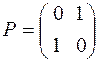 P = ( 0 1
1 0 )